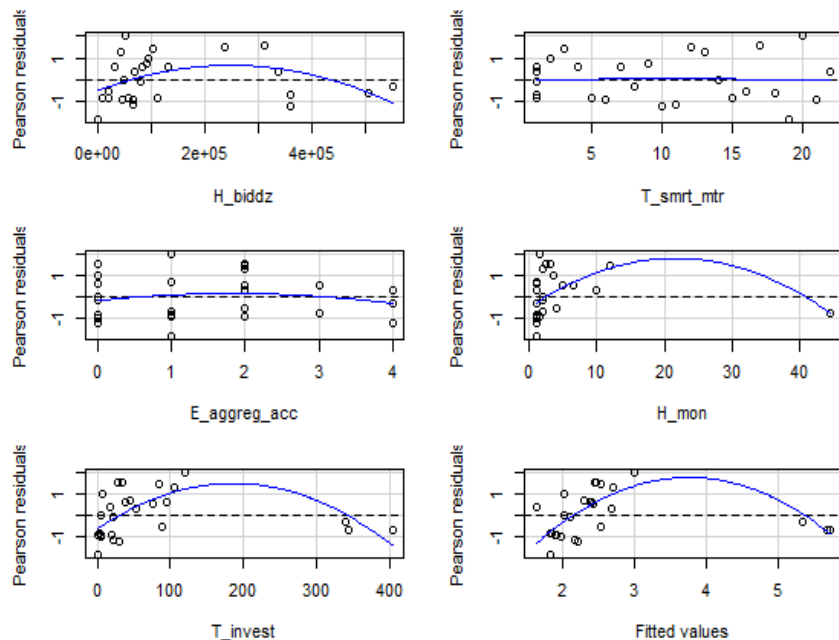 Pearson residuals
1
-1
0e+00 2e+05 4e+05
H_biddz
Pearson residuals
1
-1
5 10 15 20
T_smrt_mtr
Pearson residuals
1
-1
0 1 2 3 4
E_aggreg_acc
Pearson residuals
1
-1
0 10 20 30 40
H_mon
Pearson residuals
1
-1
0 100 200 300 400
T_invest
Pearson residuals
1
-1
2 3 4 5
Fitted values